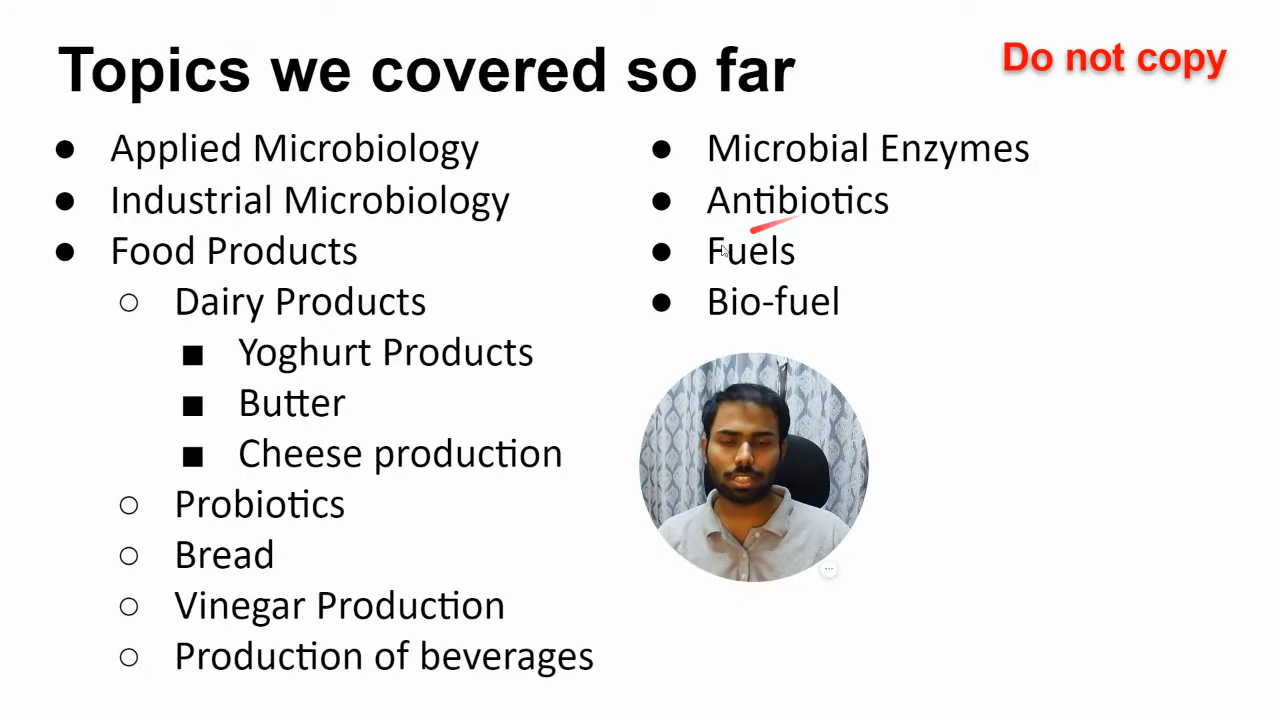 Topics we covered so far
Do not copy
● Applied Microbiology
● Industrial Microbiology
● Food Products
○ Dairy Products
■ Yoghurt Products
■ Butter
■ Cheese production
○ Probiotics
○ Bread
○ Vinegar Production
○ Production of beverages
● Microbial Enzymes
● Antibiotics
● Fuels
● Bio-fuel